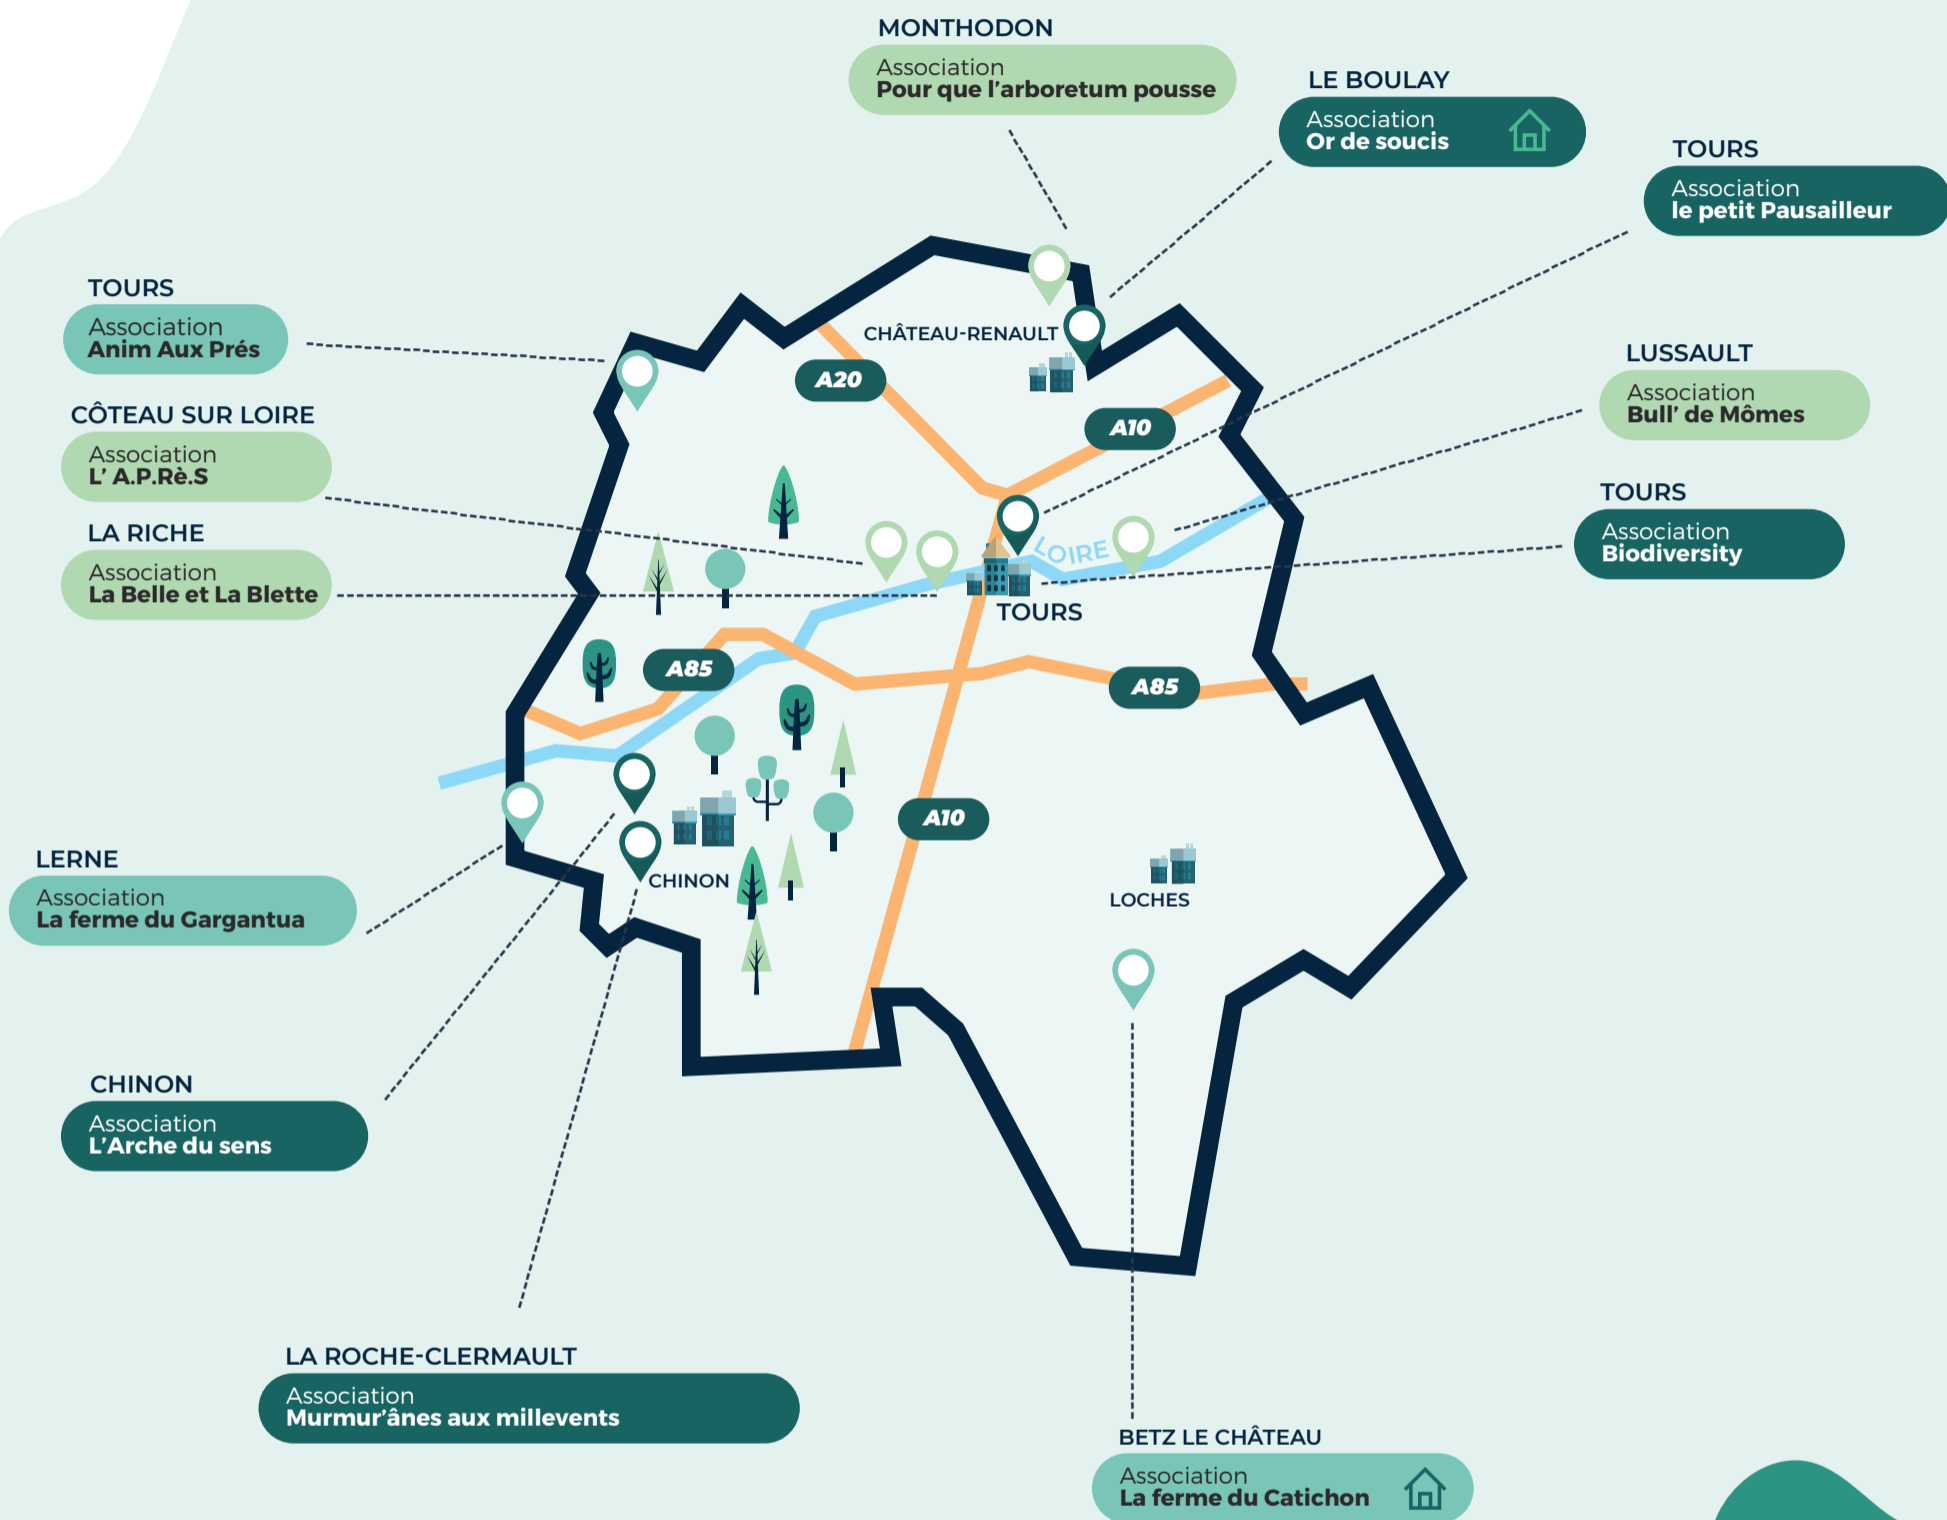 MONTHODON
Association
Pour que l'arboretum pousse
LE BOULAY
Association
Or de soucis
TOURS
Association
le petit Pausailleur
TOURS
Association
Anim Aux Prés
CÔTEAU SUR LOIRE
Association
L' A.P.Rè.S
LA RICHE
Association
La Belle et La Blette
LUSSAULT
Association
Bull' de Mômes
TOURS
Association
Biodiversity
CHÂTEAU-RENAULT
A20
A10
LOIRE
TOURS
A85
A85
A10
CHINON
LOCHES
LERNE
Association
La ferme du Gargantua
CHINON
Association
L'Arche du sens
LA ROCHE-CLERMAULT
Association
Murmur'ânes aux millevents
BETZ LE CHÂTEAU
Association
La ferme du Catichon